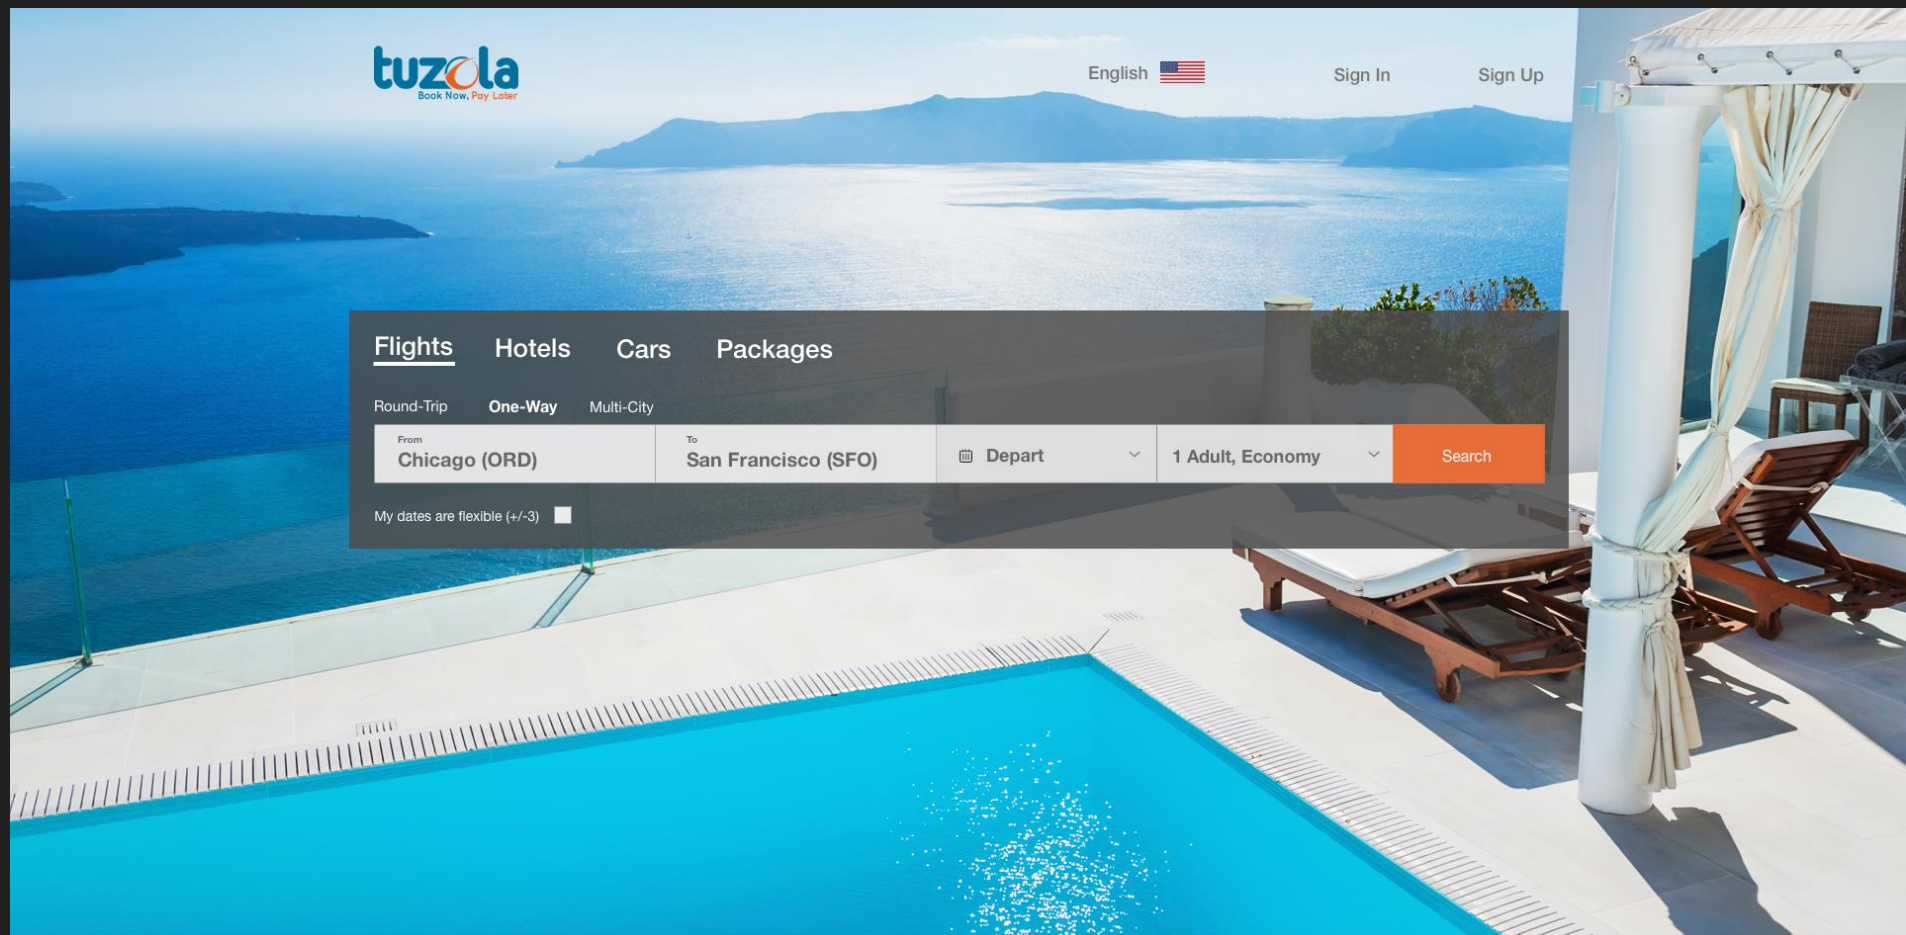 tuzola
Book Now, Pay Later
English
Sign In
Sign Up
Flights
Hotels
Cars
Packages
Round-Trip
One-Way
Multi-City
From
Chicago (ORD)
To
San Francisco (SFO)
Depart
1 Adult, Economy
Search
My dates are flexible (+/-3)